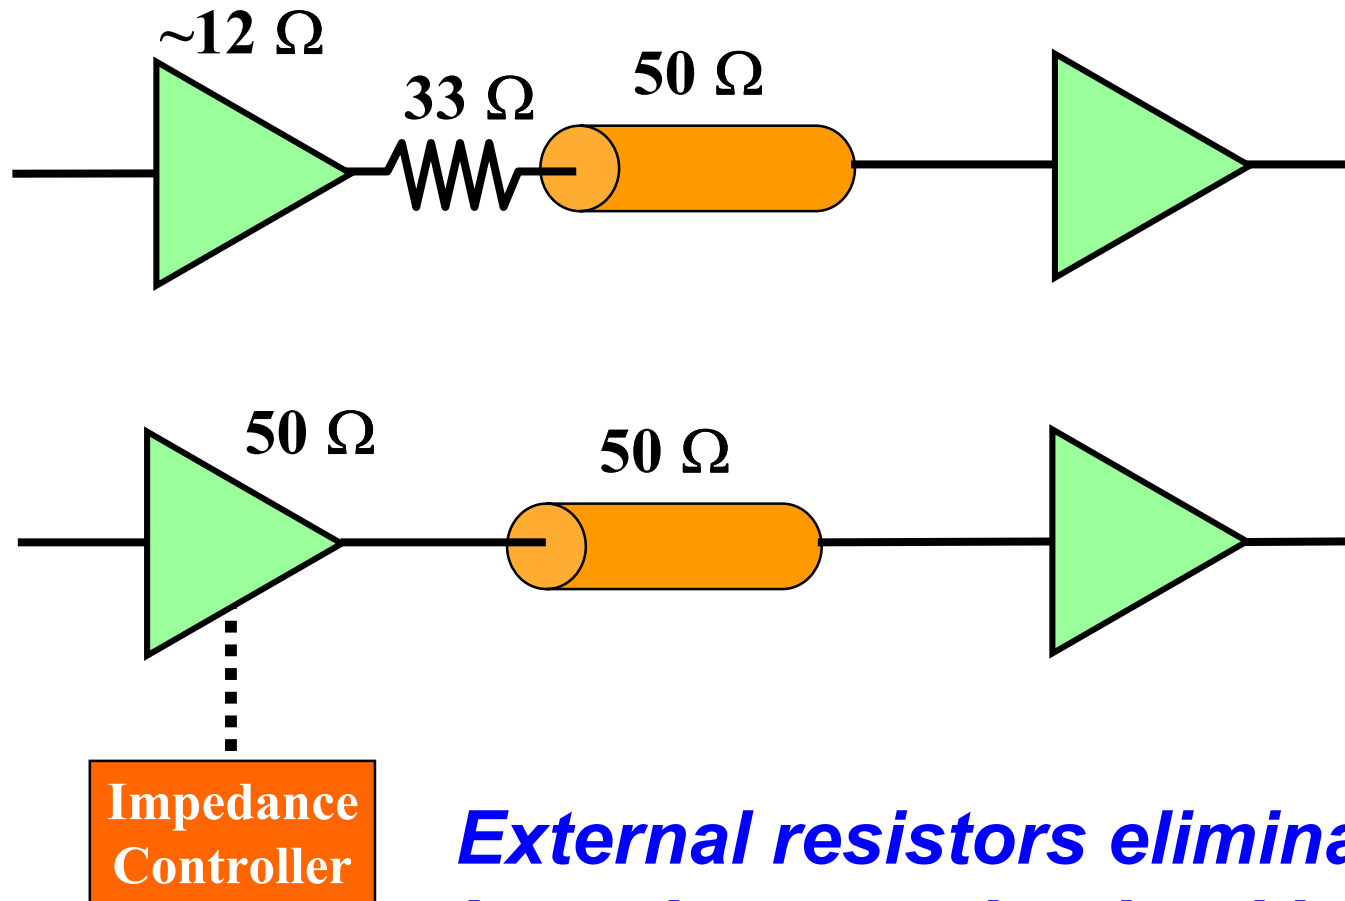 ~12 Ω
33 Ω
50 Ω
50 Ω
50 Ω
Impedance
Controller
External resistors elimina